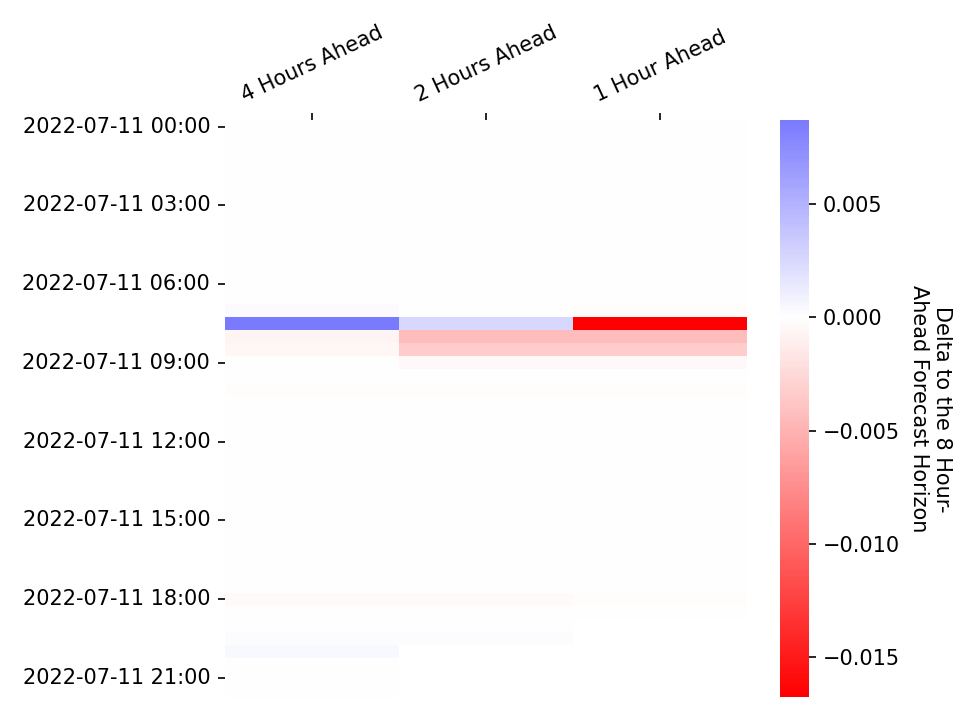 4 Hours Ahead
2 Hours Ahead
1 Hour Ahead
2022-07-11 00:00
2022-07-11 03:00
2022-07-11 06:00
2022-07-11 09:00
2022-07-11 12:00
2022-07-11 15:00
2022-07-11 18:00
2022-07-11 21:00
0.005
0.000
−0.005
−0.010
−0.015
Delta to the 8 Hour-
Ahead Forecast Horizon